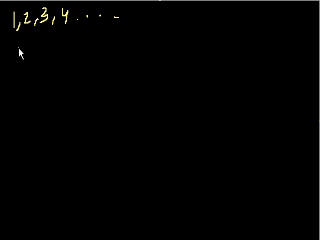 1, 2, 3, 4 . . . .